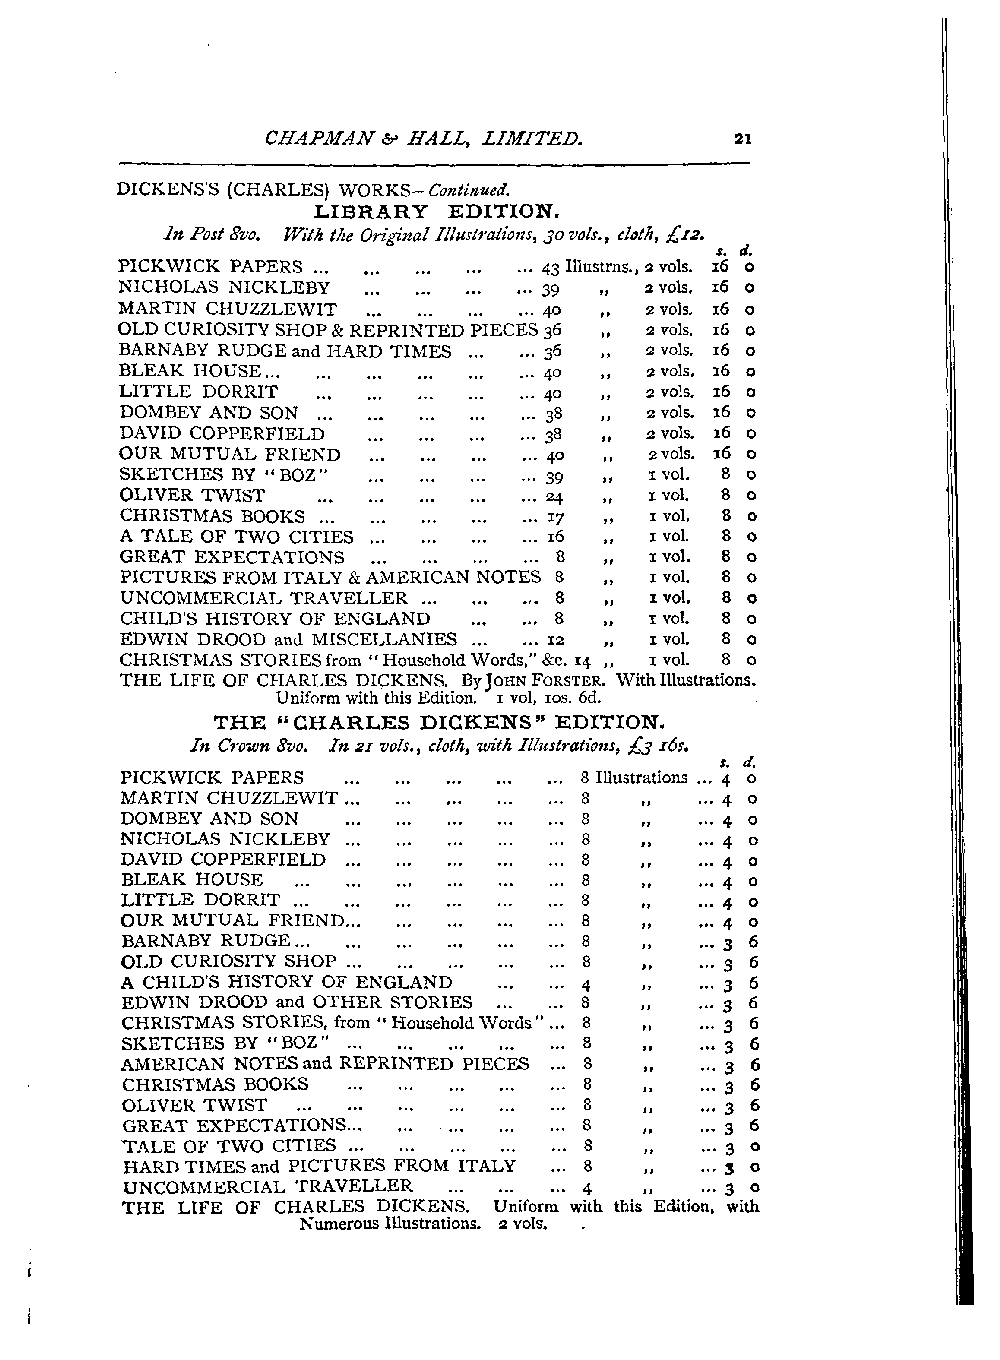 CHAPMAN & HALL, LIMITED. 21
DICKENS'S (CHARLES) WORKS—Continued.
LIBRARY EDITION.
In Post 8vo. With the Original Illustrations, 30 vols., cloth, £12.
s. d.
PICKWICK PAPERS ... ... ... ... ... 43 Illustrns., 2 vols. 16 0
NICHOLAS NICKLEBY ... ... ... ... 39 ,, 2 vols. 16 0
MARTIN CHUZZLEWIT ... ... ... ... 40 ,, 2 vols. 16 0
OLD CURIOSITY SHOP & REPRINTED PIECES 36 ,, 2 vols. 16 0
BARNABY RUDGE and HARD TIMES ... ... 36 ,, 2 vols. 16 0
BLEAK HOUSE... ... ... ... ... ... 40 ,, 2 vols. 16 0
LITTLE DORRIT ... ... ... ... ... 40 ,, 2 vols. 16 0
DOMBEY AND SON ... ... ... ... ... 38 ,, 2 vols. 16 0
DAVID COPPERFIELD ... ... ... ... 38 ,, 2 vols. 16 0
OUR MUTUAL FRIEND ... ... ... ... 40 ,, 2 vols. 16 0
SKETCHES BY "BOZ" ... ... ... ... 39 ,, 1 vol. 8 0
OLIVER TWIST ... ... ... ... ... 24 ,, 1 vol. 8 0
CHRISTMAS BOOKS ... ... ... ... ... 17 ,, 1 vol. 8 0
A TALE OF TWO CITIES ... ... ... ... 16 ,, 1 vol. 8 0
GREAT EXPECTATIONS ... ... ... ... 8 ,, 1 vol. 8 0
PICTURES FROM ITALY & AMERICAN NOTES 8 ,, 1 vol. 8 0
UNCOMMERCIAL TRAVELLER ... ... ... 8 ,, 1 vol. 8 0
CHILD'S HISTORY OF ENGLAND ... ... 8 ,, 1 vol. 8 0
EDWIN DROOD and MISCELLANIES ... ... 12 ,, 1 vol. 8 0
CHRISTMAS STORIES from "Household Words," &c. 14 ,, 1 vol. 8 0
THE LIFE OF CHARLES DICKENS. By JOHN FORSTER. With Illustrations.
Uniform with this Edition. 1 vol, 10s. 6d.
THE "CHARLES DICKENS" EDITION.
In Crown 8vo. In 21 vols., cloth, with Illustrations, £3 16s.
s. d.
PICKWICK PAPERS ... ... ... ... ... 8 Illustrations ... 4 0
MARTIN CHUZZLEWIT ... ... ... ... ... 8 ,, ... 4 0
DOMBEY AND SON ... ... ... ... ... 8 ,, ... 4 0
NICHOLAS NICKLEBY ... ... ... ... ... 8 ,, ... 4 0
DAVID COPPERFIELD ... ... ... ... ... 8 ,, ... 4 0
BLEAK HOUSE ... ... ... ... ... ... 8 ,, ... 4 0
LITTLE DORRIT ... ... ... ... ... ... 8 ,, ... 4 0
OUR MUTUAL FRIEND... ... ... ... ... 8 ,, ... 4 0
BARNABY RUDGE... ... ... ... ... ... 8 ,, ... 3 6
OLD CURIOSITY SHOP ... ... ... ... ... 8 ,, ... 3 6
A CHILD'S HISTORY OF ENGLAND ... ... 4 ,, ... 3 6
EDWIN DROOD and OTHER STORIES ... ... 8 ,, ... 3 6
CHRISTMAS STORIES, from "Household Words" ... 8 ,, ... 3 6
SKETCHES BY "BOZ" ... ... ... ... ... 8 ,, ... 3 6
AMERICAN NOTES and REPRINTED PIECES ... 8 ,, ... 3 6
CHRISTMAS BOOKS ... ... ... ... ... 8 ,, ... 3 6
OLIVER TWIST ... ... ... ... ... ... 8 ,, ... 3 6
GREAT EXPECTATIONS... ... ... ... ... 8 ,, ... 3 6
TALE OF TWO CITIES ... ... ... ... ... 8 ,, ... 3 0
HARD TIMES and PICTURES FROM ITALY ... 8 ,, ... 3 0
UNCOMMERCIAL TRAVELLER ... ... ... 4 ,, ... 3 0
THE LIFE OF CHARLES DICKENS. Uniform with this Edition, with
Numerous Illustrations. 2 vols.